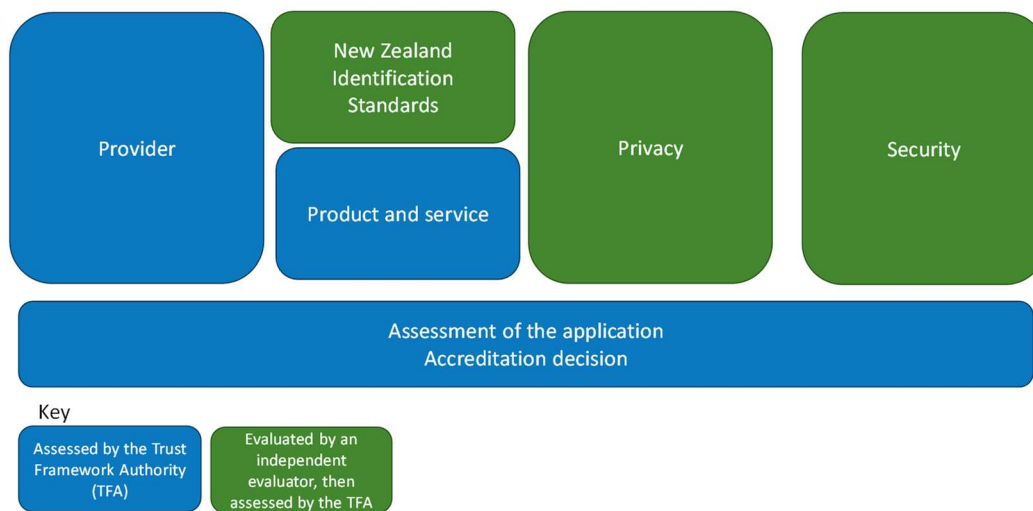 Provider
New Zealand
Identification
Standards
Product and service
Privacy
Security
Assessment of the application
Accreditation decision
Key
Assessed by the Trust
Framework Authority
(TFA)
Evaluated by an
independent
evaluator, then
assessed by the TFA